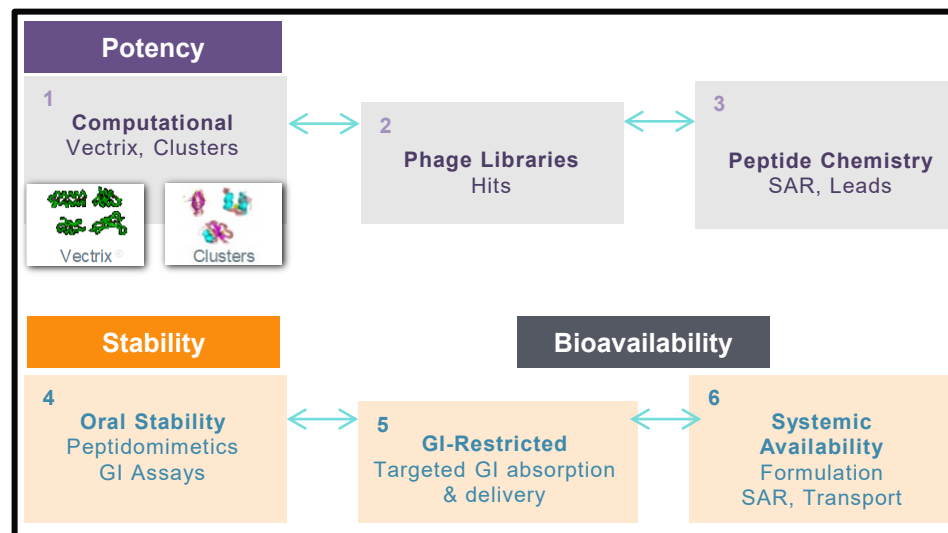 Potency
1
Computational
Vectrix, Clusters
Vectrix ®
Clusters
2
Phage Libraries
Hits
3
Peptide Chemistry
SAR, Leads
Stability
Bioavailability
4
Oral Stability
Peptidomimetics
GI Assays
5
GI-Restricted
Targeted GI absorption
& delivery
6
Systemic
Availability
Formulation
SAR, Transport